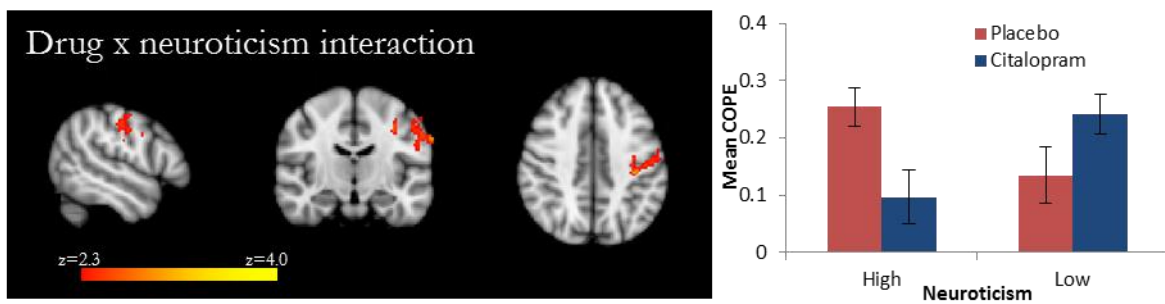 Drug x neuroticism interaction
z=2.3
z=4.0
Mean COPE
0.4
0.3
0.2
0.1
0
Placebo
Citalopram
High
Low
Neuroticism